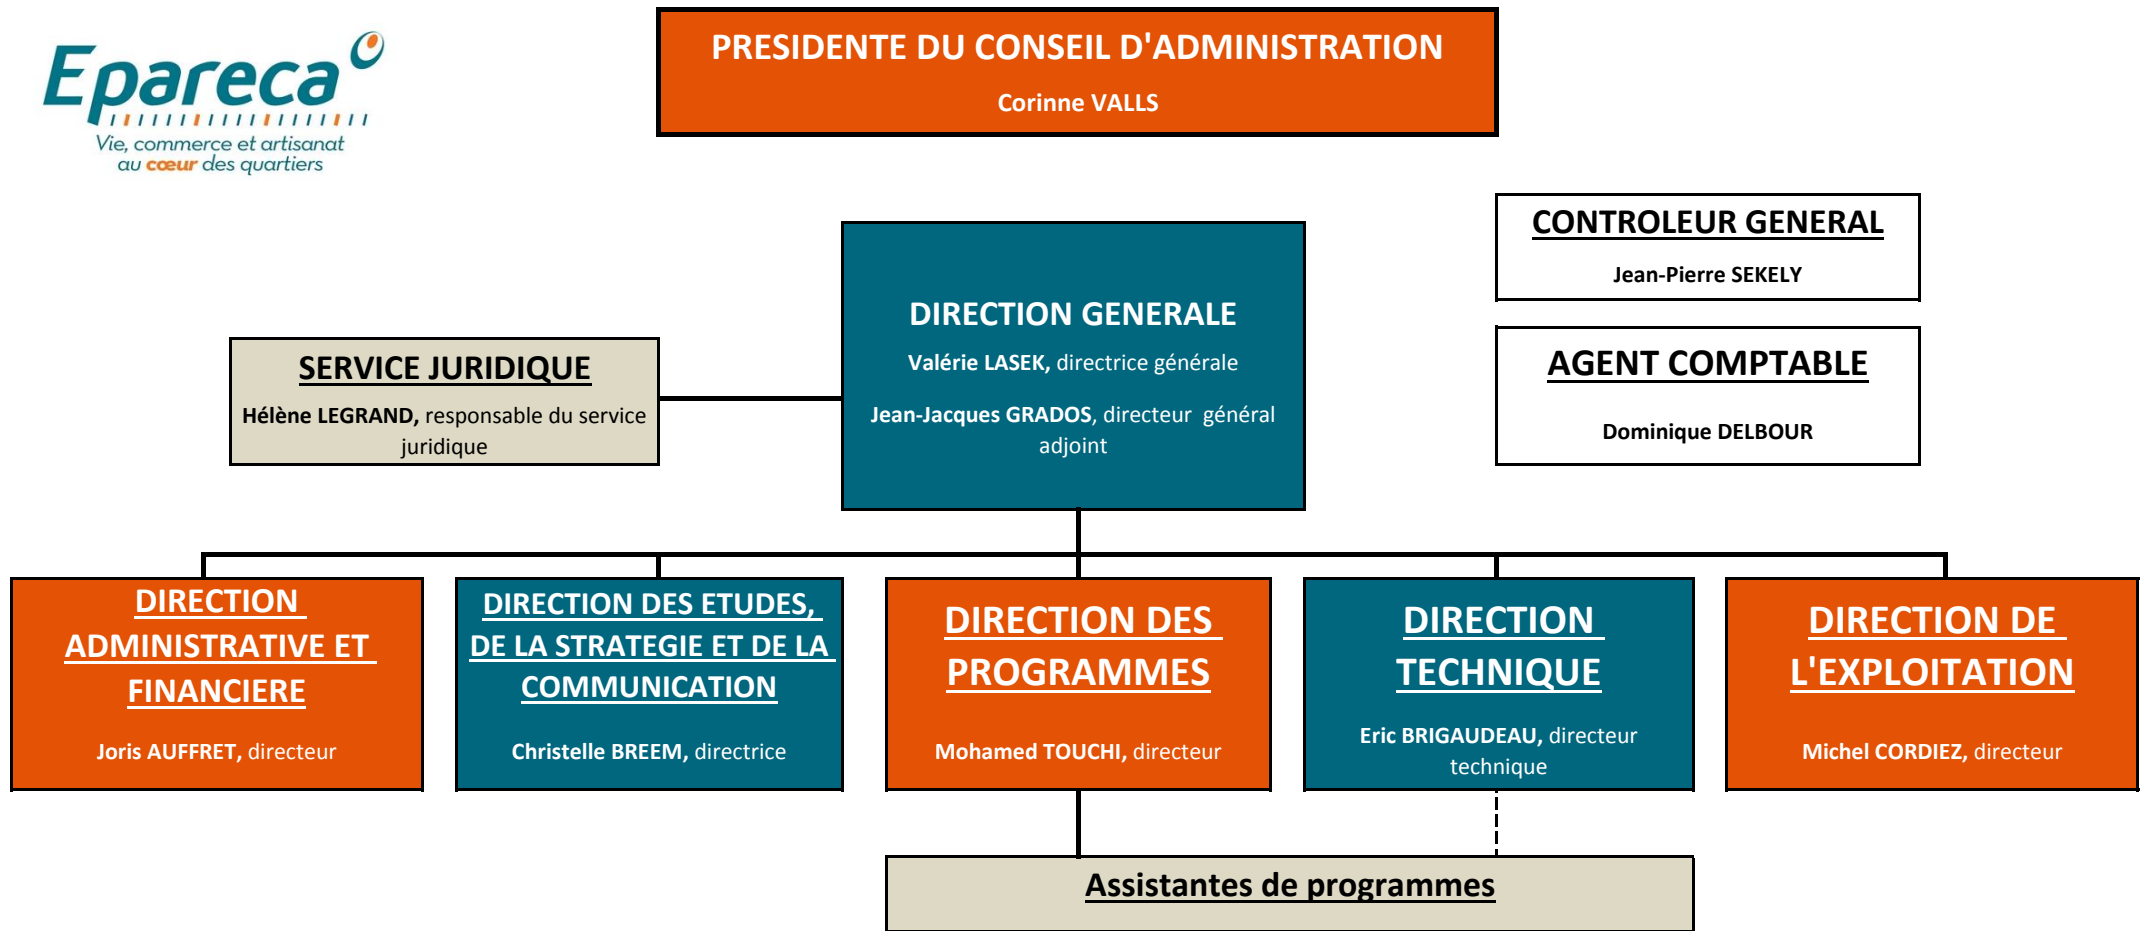 Epareca
Vie, commerce et artisanat
au cœur des quartiers
PRESIDENTE DU CONSEIL D'ADMINISTRATION
Corinne VALLS
CONTROLEUR GENERAL
Jean-Pierre SEKELY
DIRECTION GENERALE
Valérie LASEK, directrice générale
Jean-Jacques GRADOS, directeur général
adjoint
SERVICE JURIDIQUE
Hélène LEGRAND, responsable du service
juridique
AGENT COMPTABLE
Dominique DELBOUR
DIRECTION
ADMINISTRATIVE ET
FINANCIERE
Joris AUFFRET, directeur
DIRECTION DES ETUDES,
DE LA STRATEGIE ET DE LA
COMMUNICATION
Christelle BREEM, directrice
DIRECTION DES
PROGRAMMES
Mohamed TOUCHI, directeur
DIRECTION
TECHNIQUE
Eric BRIGAUDEAU, directeur
technique
DIRECTION DE
L'EXPLOITATION
Michel CORDIEZ, directeur
Assistantes de programmes